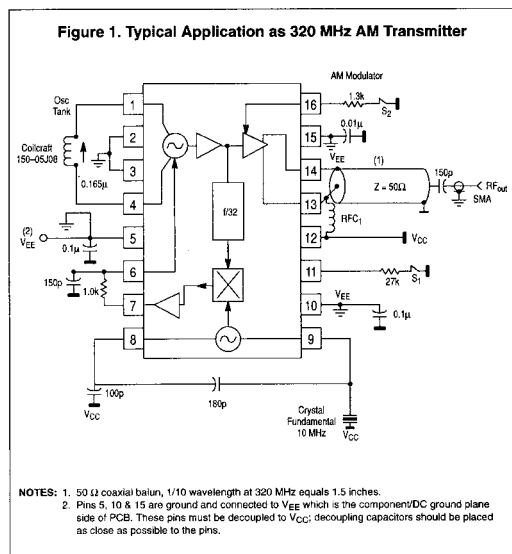 Figure 1. Typical Application as 320 MHz AM Transmitter
AM Modulator
Osc
Tank
Coilcraft
150–05J08
0.165µ
1
2
3
4
5
6
7
8
16
15
14
13
12
11
10
9
1.3k
S2
0.01µ
VEE
(1)
Z = 50Ω
150p
RFout
SMA
RFC1
VCC
f/32
(2)
VEE
0.1µ
150p
1.0k
27k
S1
VEE
0.1µ
100p
VCC
180p
Crystal
Fundamental
10 MHz
VCC
NOTES: 1. 50 Ω coaxial balun, 1/10 wavelength at 320 MHz equals 1.5 inches.
2. Pins 5, 10 & 15 are ground and connected to VEE which is the component/DC ground plane
side of PCB. These pins must be decoupled to VCC; decoupling capacitors should be placed
as close as possible to the pins.